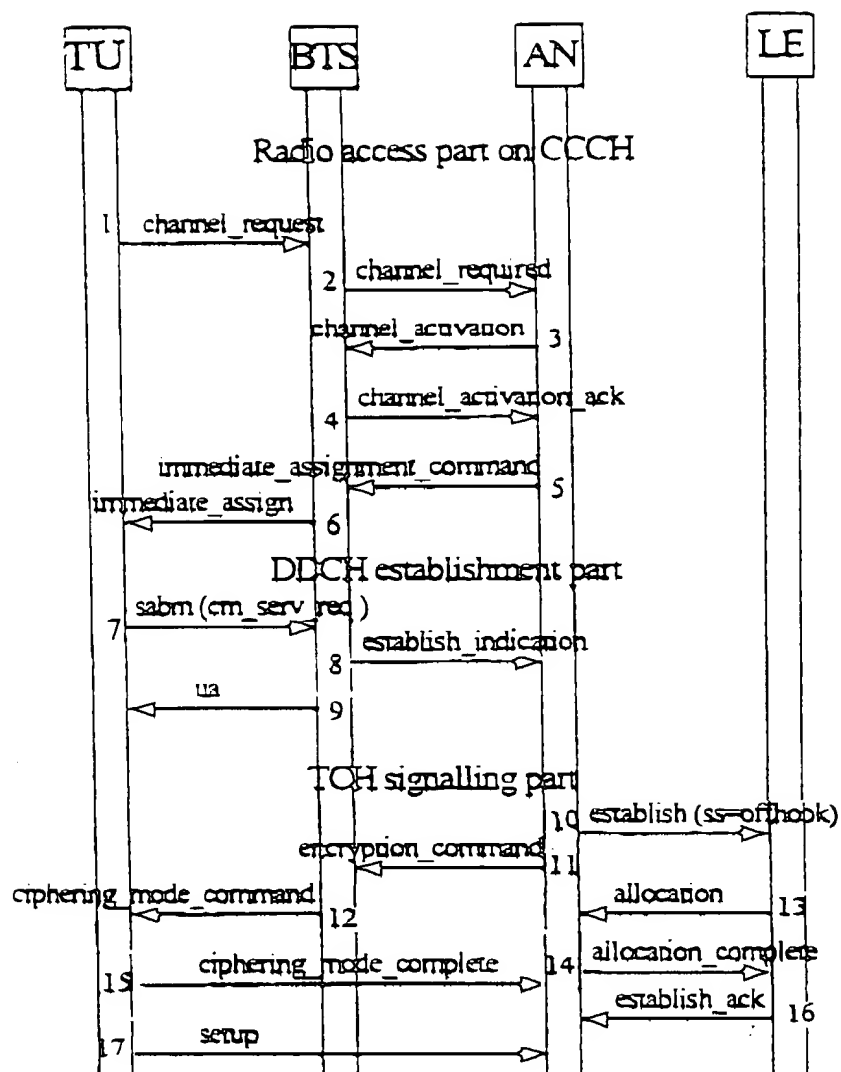 TU BTS AN LE
Radio access part on CCCH
1 channel_request
2 channel_required
channel_activation 3
4 channel_activation_ack
immediate_assignment_command 5
immediate_assign 6
DDCH establishment part
7 sabm (cm_serv_req)
8 establish_indication
ua 9
TCH signalling part
10 establish (ss=offhook)
encryption_command 11
ciphering_mode_command 12
allocation 13
14 allocation_complete
15 ciphering_mode_complete
establish_ack 16
17 setup